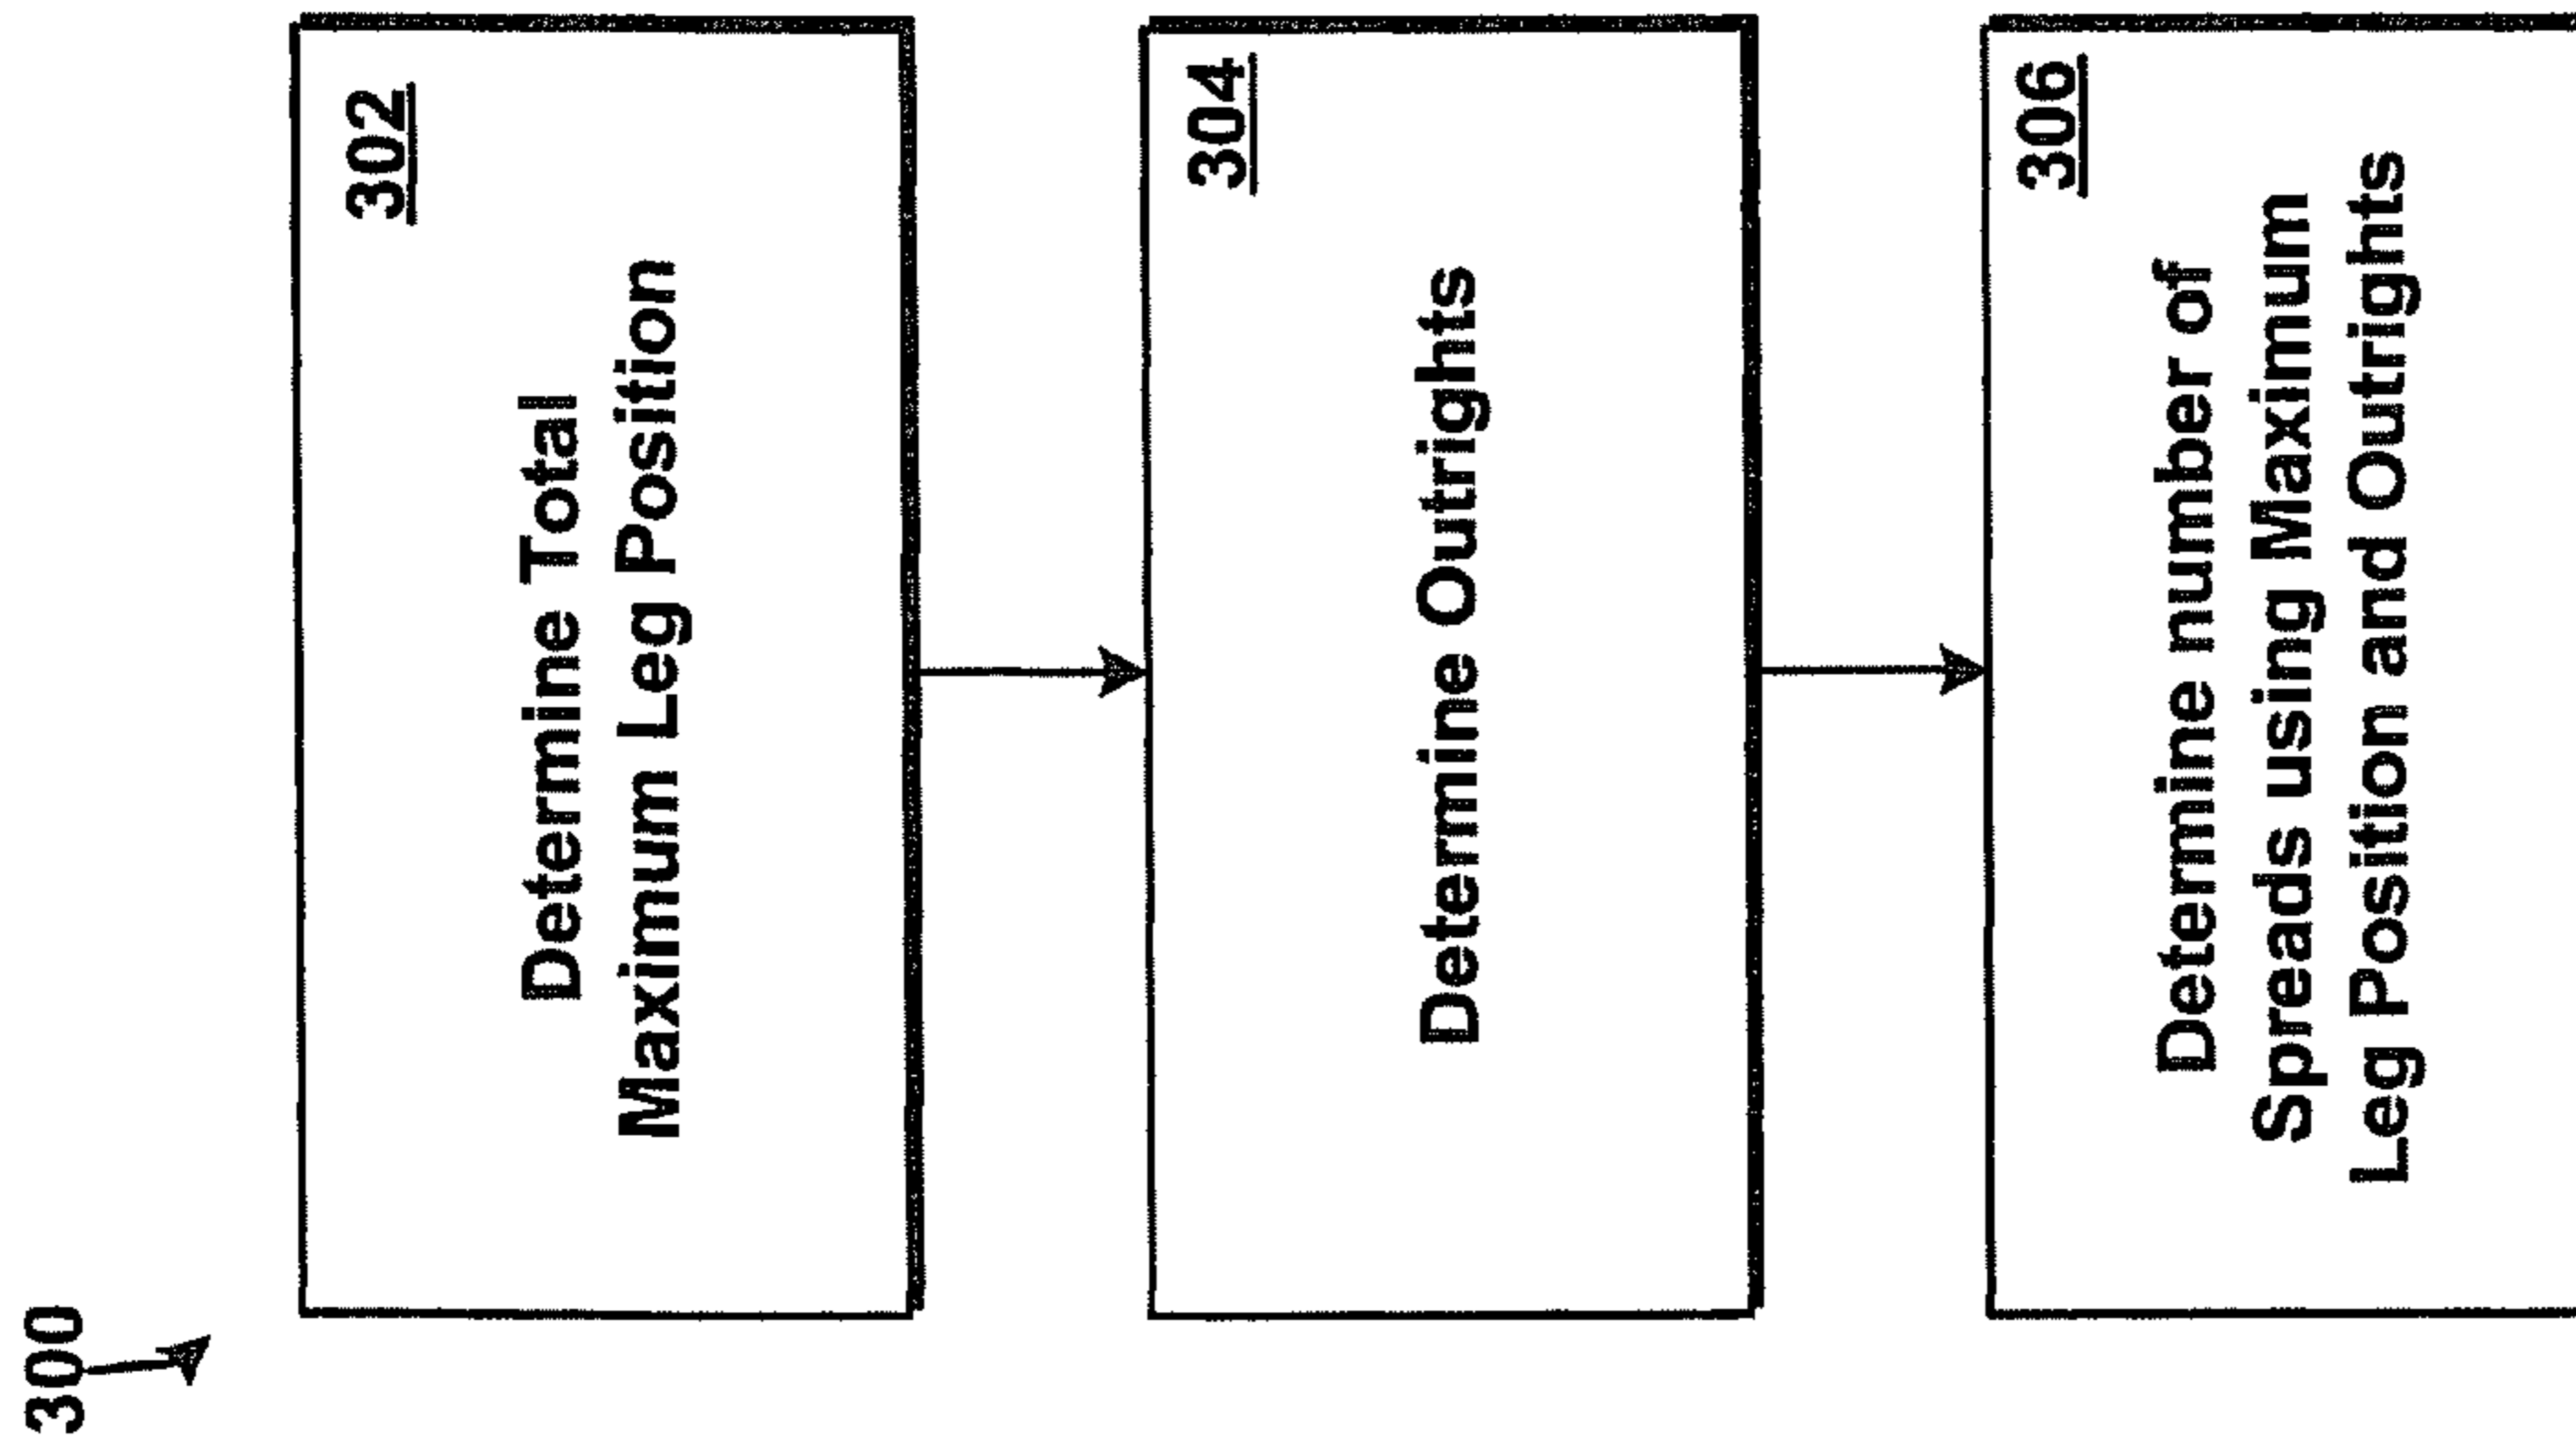 300
302
Determine Total
Maximum Leg Position
304
Determine Outrights
306
Determine number of
Spreads using Maximum
Leg Position and Outrights